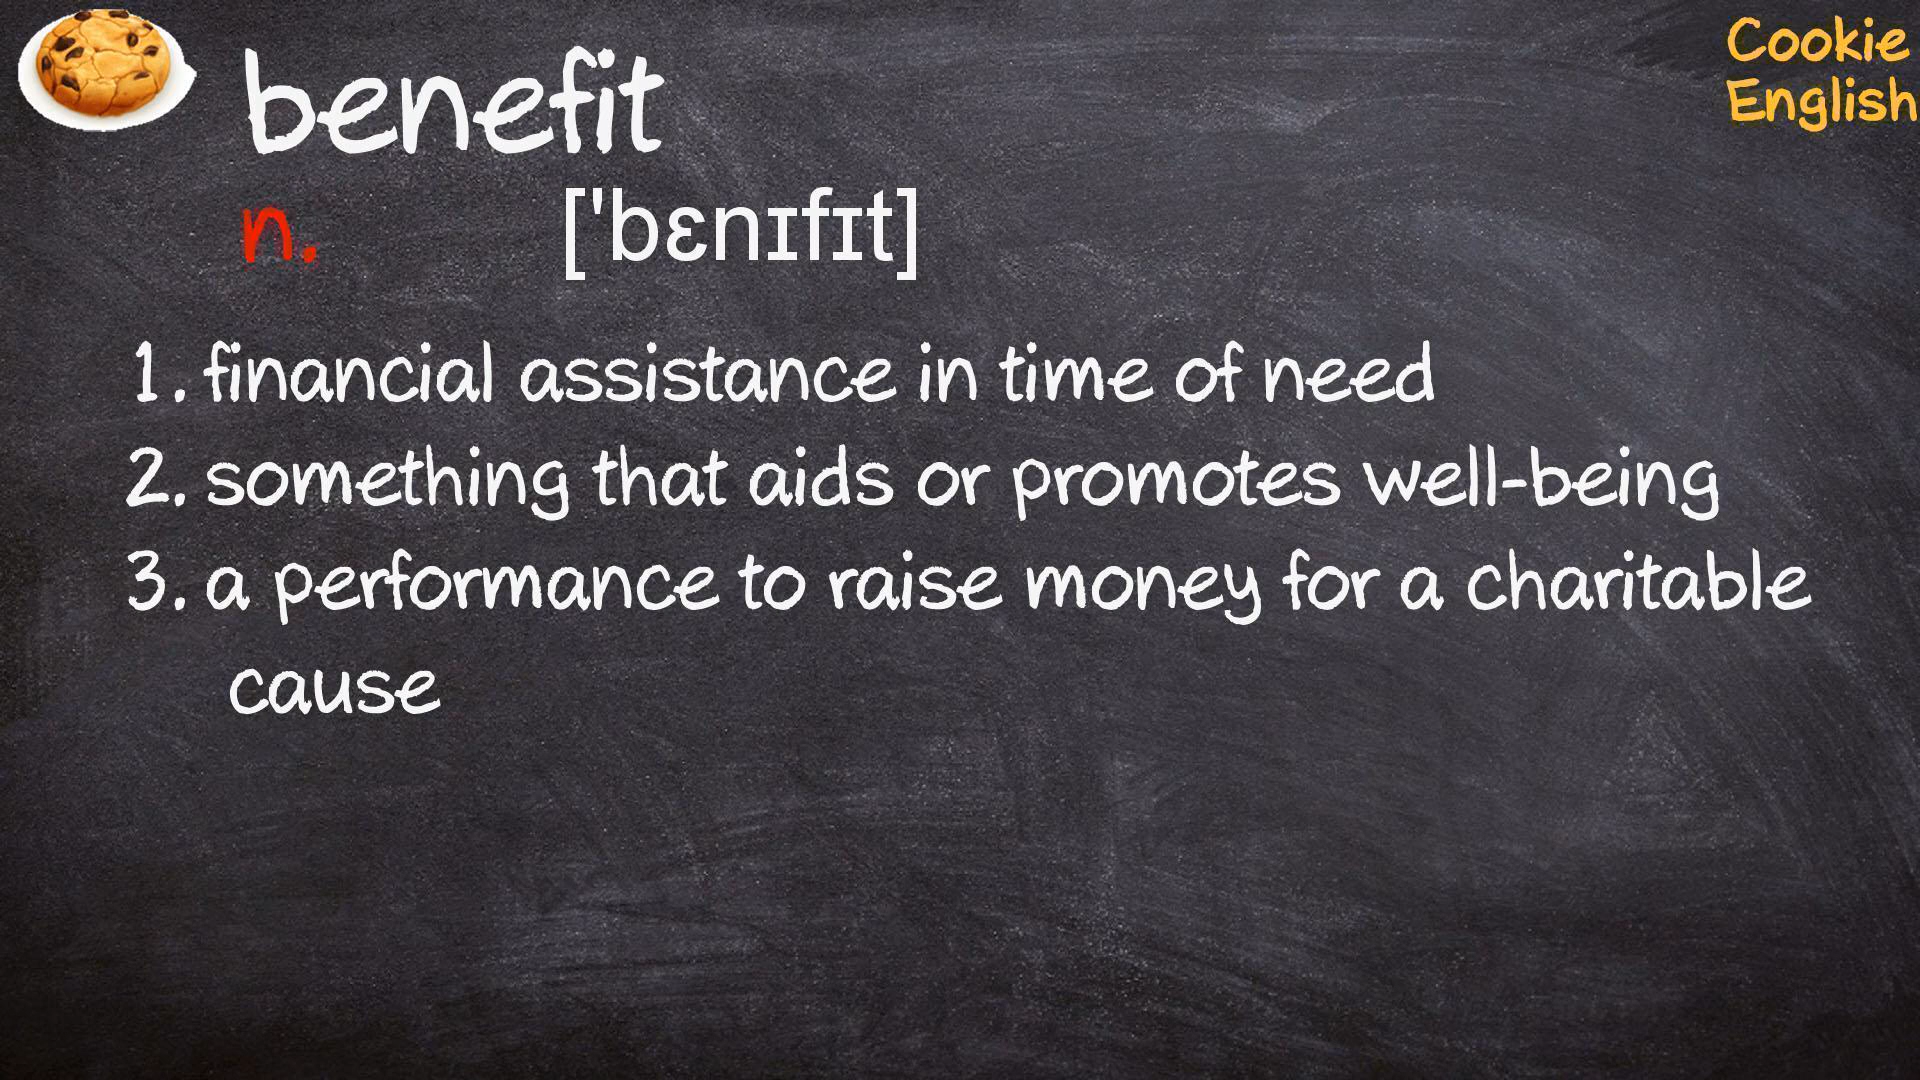 Cookie
English
benefit
n. ['bɛnɪfɪt]
1. financial assistance in time of need
2. something that aids or promotes well-being
3. a performance to raise money for a charitable
cause